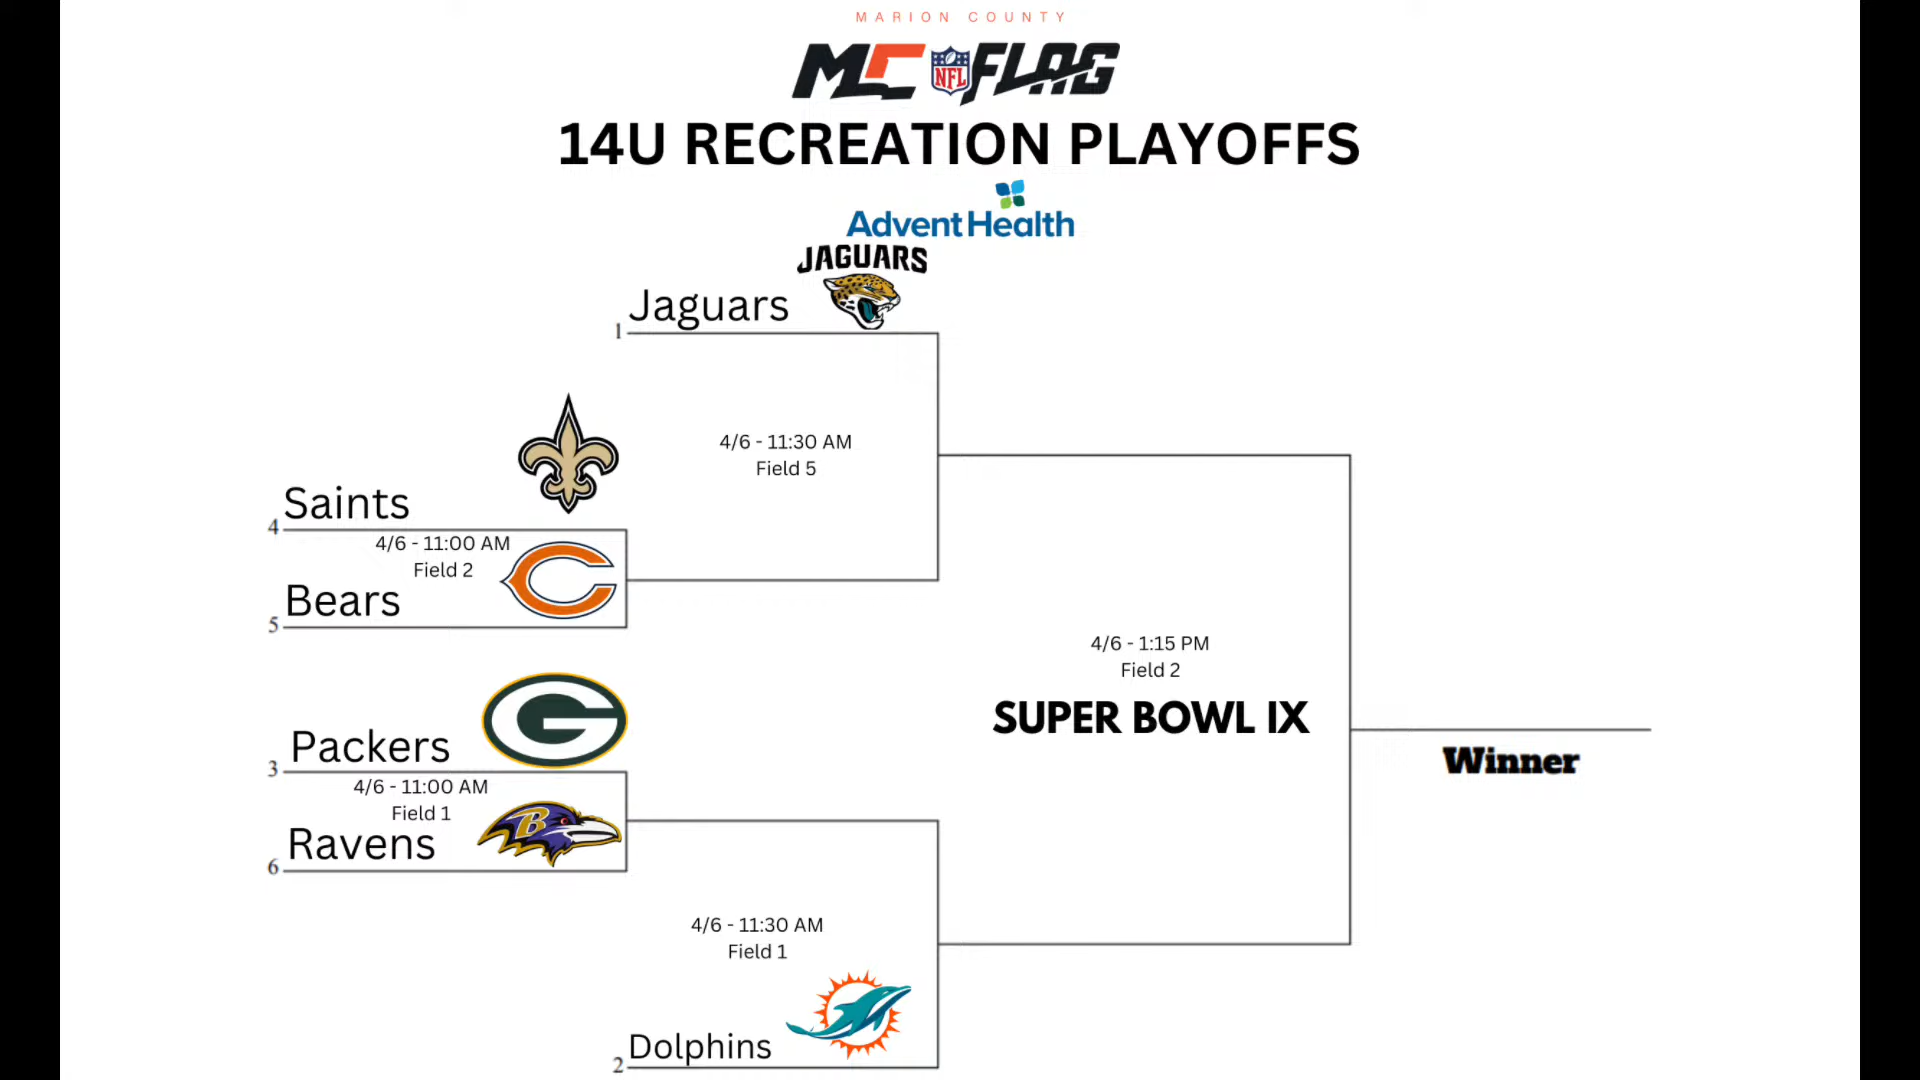 MARION COUNTY
MC NFL FLAG
14U RECREATION PLAYOFFS
AdventHealth
JAGUARS
Jaguars
1
4/6 - 11:30 AM
Field 5
Saints
4
4/6 - 11:00 AM
Field 2
Bears
5
4/6 - 1:15 PM
Field 2
SUPER BOWL IX
Winner
G
Packers
3
4/6 - 11:00 AM
Field 1
B
Ravens
6
4/6 - 11:30 AM
Field 1
Dolphins
2